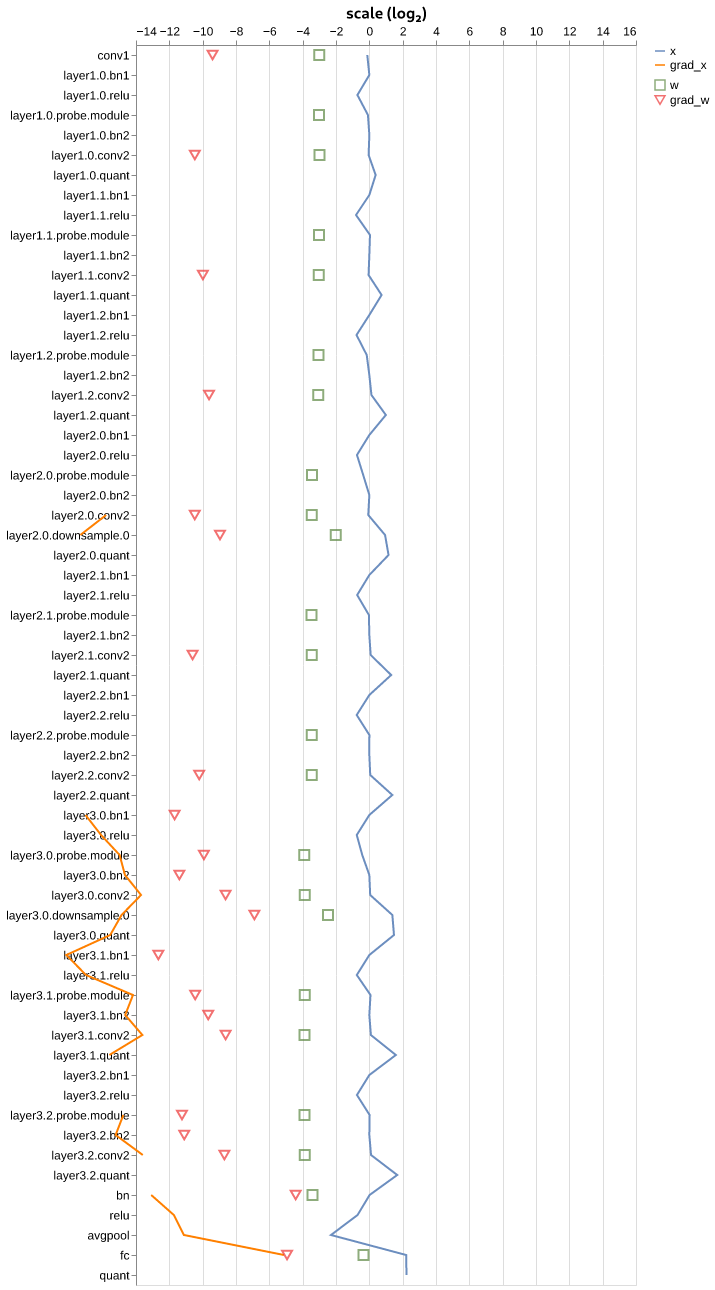 scale (log₂)
−14 −12 −10 −8 −6 −4 −2 0 2 4 6 8 10 12 14 16
x
grad_x
w
grad_w
conv1
layer1.0.bn1
layer1.0.relu
layer1.0.probe.module
layer1.0.bn2
layer1.0.conv2
layer1.0.quant
layer1.1.bn1
layer1.1.relu
layer1.1.probe.module
layer1.1.bn2
layer1.1.conv2
layer1.1.quant
layer1.2.bn1
layer1.2.relu
layer1.2.probe.module
layer1.2.bn2
layer1.2.conv2
layer1.2.quant
layer2.0.bn1
layer2.0.relu
layer2.0.probe.module
layer2.0.bn2
layer2.0.conv2
layer2.0.downsample.0
layer2.0.quant
layer2.1.bn1
layer2.1.relu
layer2.1.probe.module
layer2.1.bn2
layer2.1.conv2
layer2.1.quant
layer2.2.bn1
layer2.2.relu
layer2.2.probe.module
layer2.2.bn2
layer2.2.conv2
layer2.2.quant
layer3.0.bn1
layer3.0.relu
layer3.0.probe.module
layer3.0.bn2
layer3.0.conv2
layer3.0.downsample.0
layer3.0.quant
layer3.1.bn1
layer3.1.relu
layer3.1.probe.module
layer3.1.bn2
layer3.1.conv2
layer3.1.quant
layer3.2.bn1
layer3.2.relu
layer3.2.probe.module
layer3.2.bn2
layer3.2.conv2
layer3.2.quant
bn
relu
avgpool
fc
quant